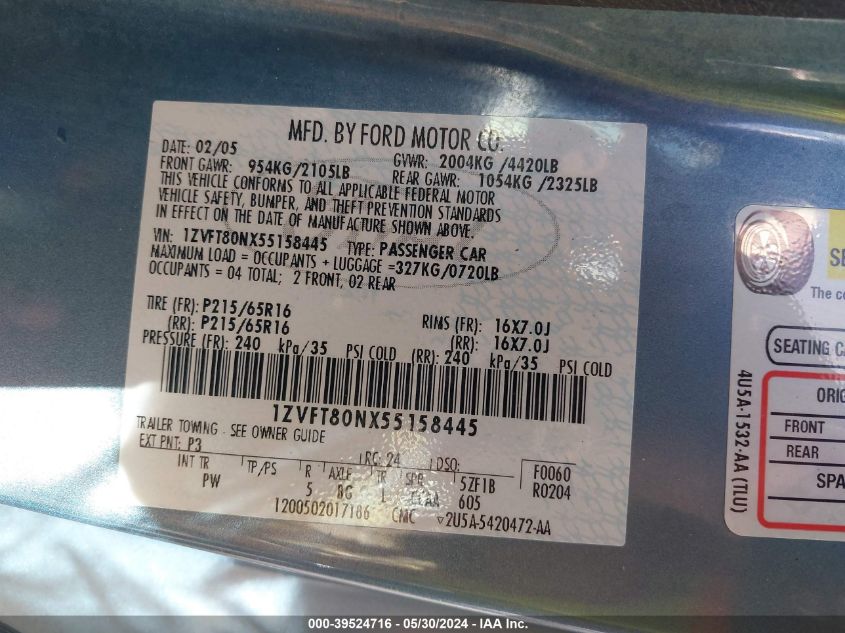 MFD. BY FORD MOTOR CO.
DATE: 02/05
GVWR: 2004KG /4420LB
FRONT GAWR: 954KG/2105LB
REAR GAWR: 1054KG /2325LB
THIS VEHICLE CONFORMS TO ALL APPLICABLE FEDERAL MOTOR
VEHICLE SAFETY, BUMPER, AND THEFT PREVENTION STANDARDS
IN EFFECT ON THE DATE OF MANUFACTURE SHOWN ABOVE.
VIN: 1ZVFT80NX55158445 TYPE: PASSENGER CAR
MAXIMUM LOAD = OCCUPANTS + LUGGAGE =327KG/0720LB
OCCUPANTS = 04 TOTAL; 2 FRONT, 02 REAR
TIRE (FR): P215/65R16 RIMS (FR): 16X7.0J
(RR): P215/65R16 (RR): 16X7.0J
PRESSURE (FR): 240 kPa/35 PSI COLD (RR): 240 kPa/35 PSI COLD
1ZVFT80NX55158445
TRAILER TOWING - SEE OWNER GUIDE
EXT PNT: P3 RC: 24 DSO: F0060
INT TR TP/PS R AXLE TR SPR 5ZF1B R0204
PW 5 BG 605
1200502017186 CMC 2U5A-5420472-AA
The
SEATING
4U5A-1532-AA (TLU)
FRONT
REAR
000-39524716 - 05/30/2024 - IAA Inc.